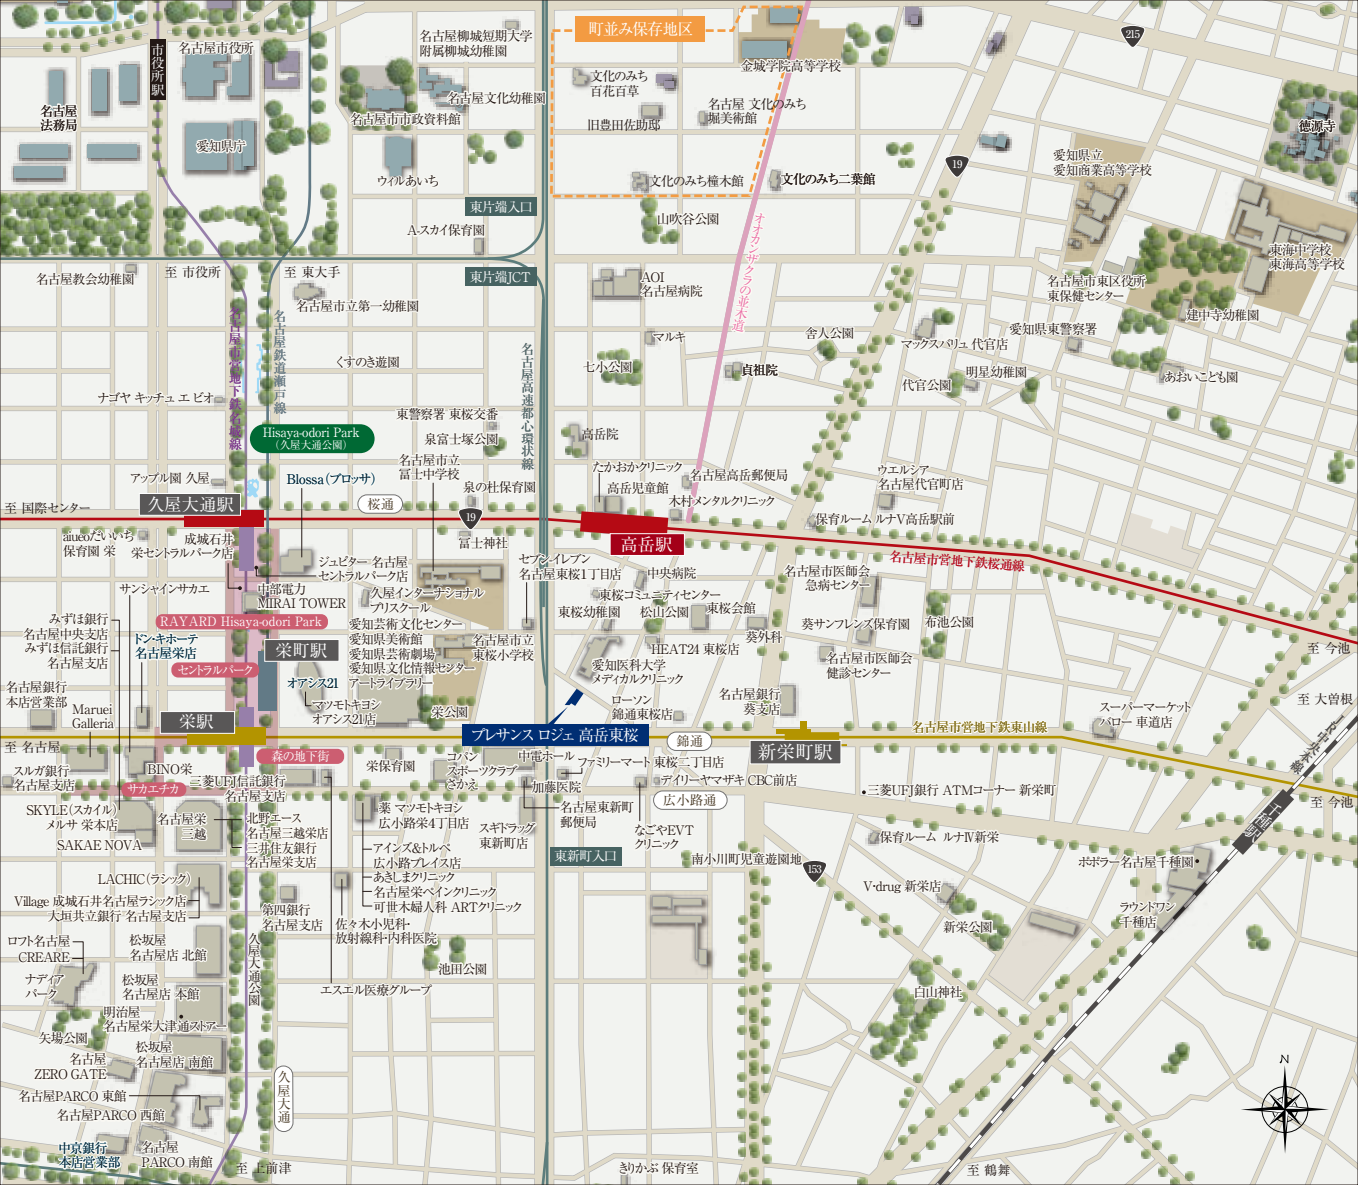 市役所駅
名古屋市役所
名古屋
法務局
愛知県庁
名古屋柳城短期大学
附属柳城幼稚園
名古屋文化幼稚園
名古屋市市政資料館
ウィルあいち
東片端入口
町並み保存地区
金城学院高等学校
文化のみち
百花百草
旧豊田佐助邸
名古屋 文化のみち
堀美術館
文化のみち橦木館
文化のみち二葉館
山吹谷公園
オオカンザクラの並木道
215
19
愛知県立
愛知商業高等学校
徳源寺
東海中学校
東海高等学校
名古屋市東区役所
東保健センター
建中寺幼稚園
愛知県東警察署
あおいこども園
A.スカイ保育園
東片端JCT
名古屋教会幼稚園
至 市役所
至 東大手
名古屋市立第一幼稚園
名古屋市営地下鉄名城線
名古屋鉄道瀬戸線
くすのき遊園
名古屋高速都心環状線
AOI
名古屋病院
マルキ
七小公園
貞祖院
舎人公園
マックスバリュ 代官店
代官公園
明星幼稚園
ナゴヤ キッチュ エ ビオ
東警察署 東桜交番
泉富士塚公園
高岳院
Hisaya-odori Park
(久屋大通公園)
名古屋市立
冨士中学校
泉の杜保育園
アップル園 久屋
Blossa(ブロッサ)
桜通
19
冨士神社
たかおかクリニック
高岳児童館
名古屋高岳郵便局
木村メンタルクリニック
ウエルシア
名古屋代官町店
保育ルーム ルナⅤ高岳駅前
至 国際センター
久屋大通駅
高岳駅
名古屋市営地下鉄桜通線
aiueoだいいち
保育園 栄
成城石井
栄セントラルパーク店
ジュピター 名古屋
セントラルパーク店
セブン-イレブン
名古屋東桜1丁目店
中央病院
名古屋市医師会
急病センター
サンシャインサカエ
中部電力
MIRAI TOWER
久屋インターナショナル
プリスクール
東桜コミュニティセンター
東桜幼稚園
松山公園
東桜会館
葵外科
葵サンフレンズ保育園
布池公園
みずほ銀行
名古屋中央支店
みずほ信託銀行
名古屋支店
RAYARD Hisaya-odori Park
ドン・キホーテ
名古屋栄店
愛知芸術文化センター
愛知県美術館
愛知県芸術劇場
愛知県文化情報センター
アートライブラリー
名古屋市立
東桜小学校
HEAT24 東桜店
名古屋市医師会
健診センター
至 今池
栄町駅
セントラルパーク
オアシス21
マツモトキヨシ
オアシス21店
栄公園
愛知医科大学
メディカルクリニック
ローソン
錦通東桜店
名古屋銀行
葵支店
至 大曽根
JR中央本線
名古屋銀行
本店営業部
Maruei
Galleria
栄駅
プレサンス ロジェ 高岳東桜
錦通
新栄町駅
名古屋市営地下鉄東山線
スーパーマーケット
バロー 車道店
至 名古屋
森の地下街
スルガ銀行
名古屋支店
BINO栄
サカエチカ
三菱UFJ信託銀行
名古屋支店
栄保育園
コパン
スポーツクラブ
さかえ
中電ホール
加藤医院
ファミリーマート 東桜二丁目店
デイリーヤマザキ CBC前店
広小路通
三菱UFJ銀行 ATMコーナー 新栄町
至 今池
千種駅
SKYLE(スカイル)
メルサ 栄本店
SAKAE NOVA
名古屋栄
三越
北野エース
名古屋三越栄店
三井住友銀行
名古屋栄支店
薬 マツモトキヨシ
広小路栄4丁目店
スギドラッグ
東新町店
名古屋東新町
郵便局
なごやEVT
クリニック
東新町入口
保育ルーム ルナⅣ新栄
南小川町児童遊園地
153
ポポラー名古屋千種園
アインズ&トルペ
広小路プレイス店
あきしまクリニック
名古屋栄ペインクリニック
可世木婦人科 ARTクリニック
LACHIC(ラシック)
Village 成城石井名古屋ラシック店
大垣共立銀行 名古屋支店
第四銀行
名古屋支店
佐々木小児科・
放射線科・内科医院
V・drug 新栄店
新栄公園
ラウンドワン
千種店
ロフト名古屋
CREARE
ナディア
パーク
松坂屋
名古屋店 北館
松坂屋
名古屋店 本館
久屋大通公園
池田公園
エスエル医療グループ
白山神社
明治屋
名古屋栄大津通ストアー
矢場公園
名古屋
ZERO GATE
松坂屋
名古屋店 南館
名古屋PARCO 東館
名古屋PARCO 西館
久屋大通
中京銀行
本店営業部
名古屋
PARCO 南館
至 上前津
きりかぶ 保育室
至 鶴舞
N